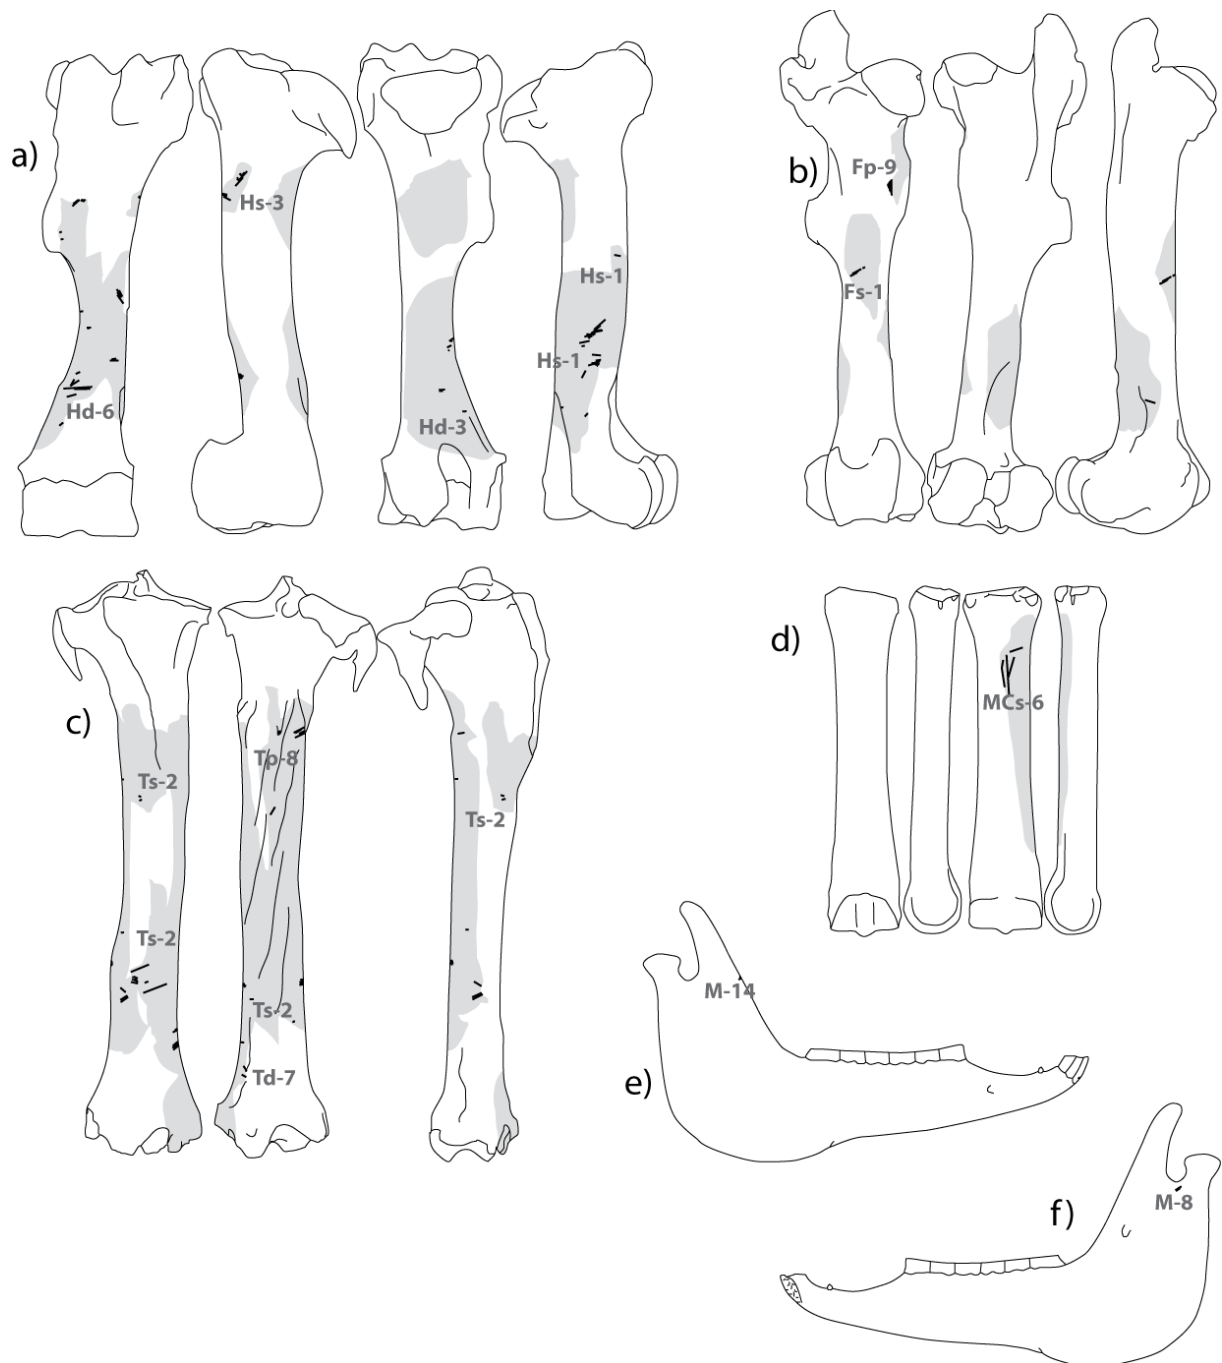 a)
Hs-3
Hs-1
Hs-1
Hd-6
Hd-3
b)
Fp-9
Fs-1
c)
Ts-2
Tp-8
Ts-2
Ts-2
Ts-2
Td-7
d)
MCs-6
e)
M-14
f)
M-8